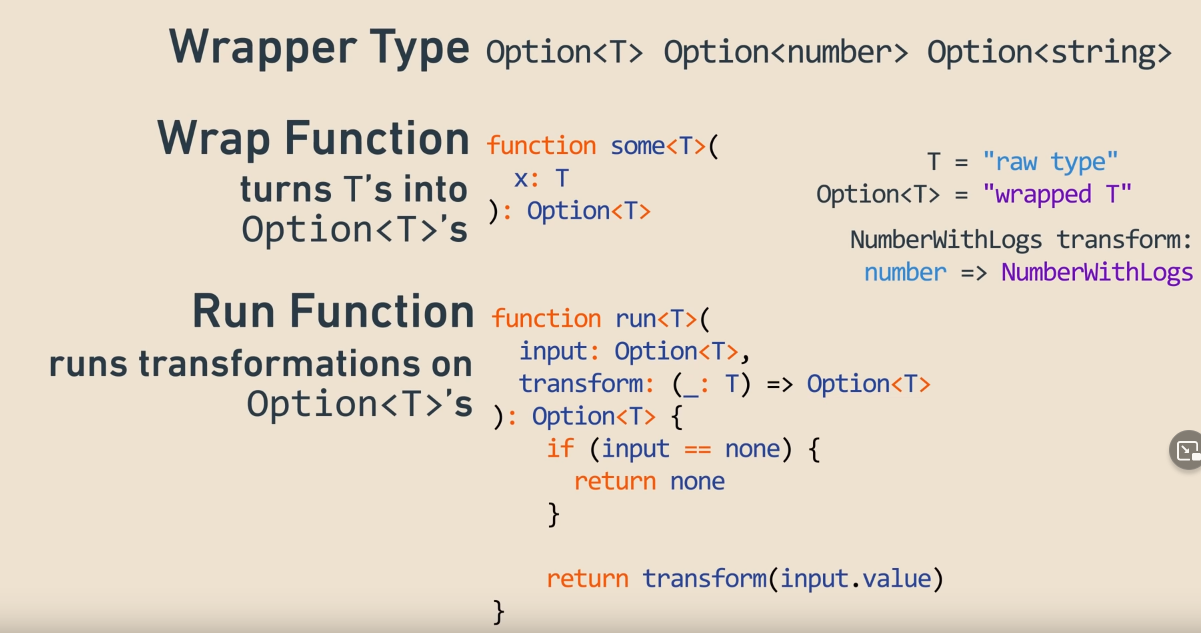 Wrapper Type Option<T> Option<number> Option<string>
Wrap Function
turns T's into
Option<T>'s
function some<T>(
  x: T
): Option<T>
T = "raw type"
Option<T> = "wrapped T"
NumberWithLogs transform:
number => NumberWithLogs
Run Function
runs transformations on
Option<T>'s
function run<T>(
  input: Option<T>,
  transform: (_: T) => Option<T>
): Option<T> {
    if (input == none) {
      return none
    }

    return transform(input.value)
}